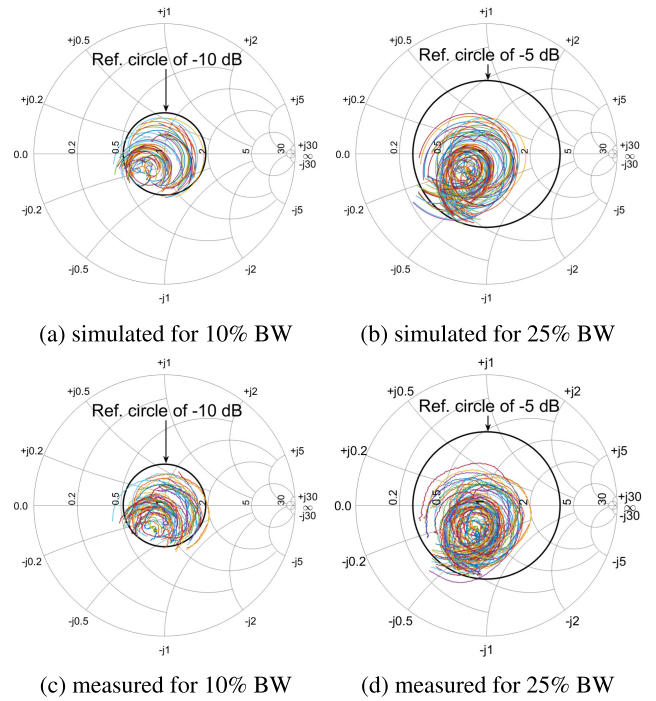 +j1
+j0.5
+j2
Ref. circle of -10 dB
+j0.2
+j5
0.0
0.2
0.5
1
2
5
30
+j30
∞
-j30
-j0.2
-j5
-j0.5
-j2
-j1
(a) simulated for 10% BW
+j1
+j0.5
+j2
Ref. circle of -5 dB
+j0.2
+j5
0.0
0.2
0.5
1
2
5
30
+j30
∞
-j30
-j0.2
-j5
-j0.5
-j2
-j1
(b) simulated for 25% BW
+j1
+j0.5
+j2
Ref. circle of -10 dB
+j0.2
+j5
0.0
0.2
0.5
1
2
5
30
+j30
∞
-j30
-j0.2
-j5
-j0.5
-j2
-j1
(c) measured for 10% BW
+j1
+j0.5
+j2
Ref. circle of -5 dB
+j0.2
+j5
0.0
0.2
0.5
1
2
5
30
+j30
∞
-j30
-j0.2
-j5
-j0.5
-j2
-j1
(d) measured for 25% BW